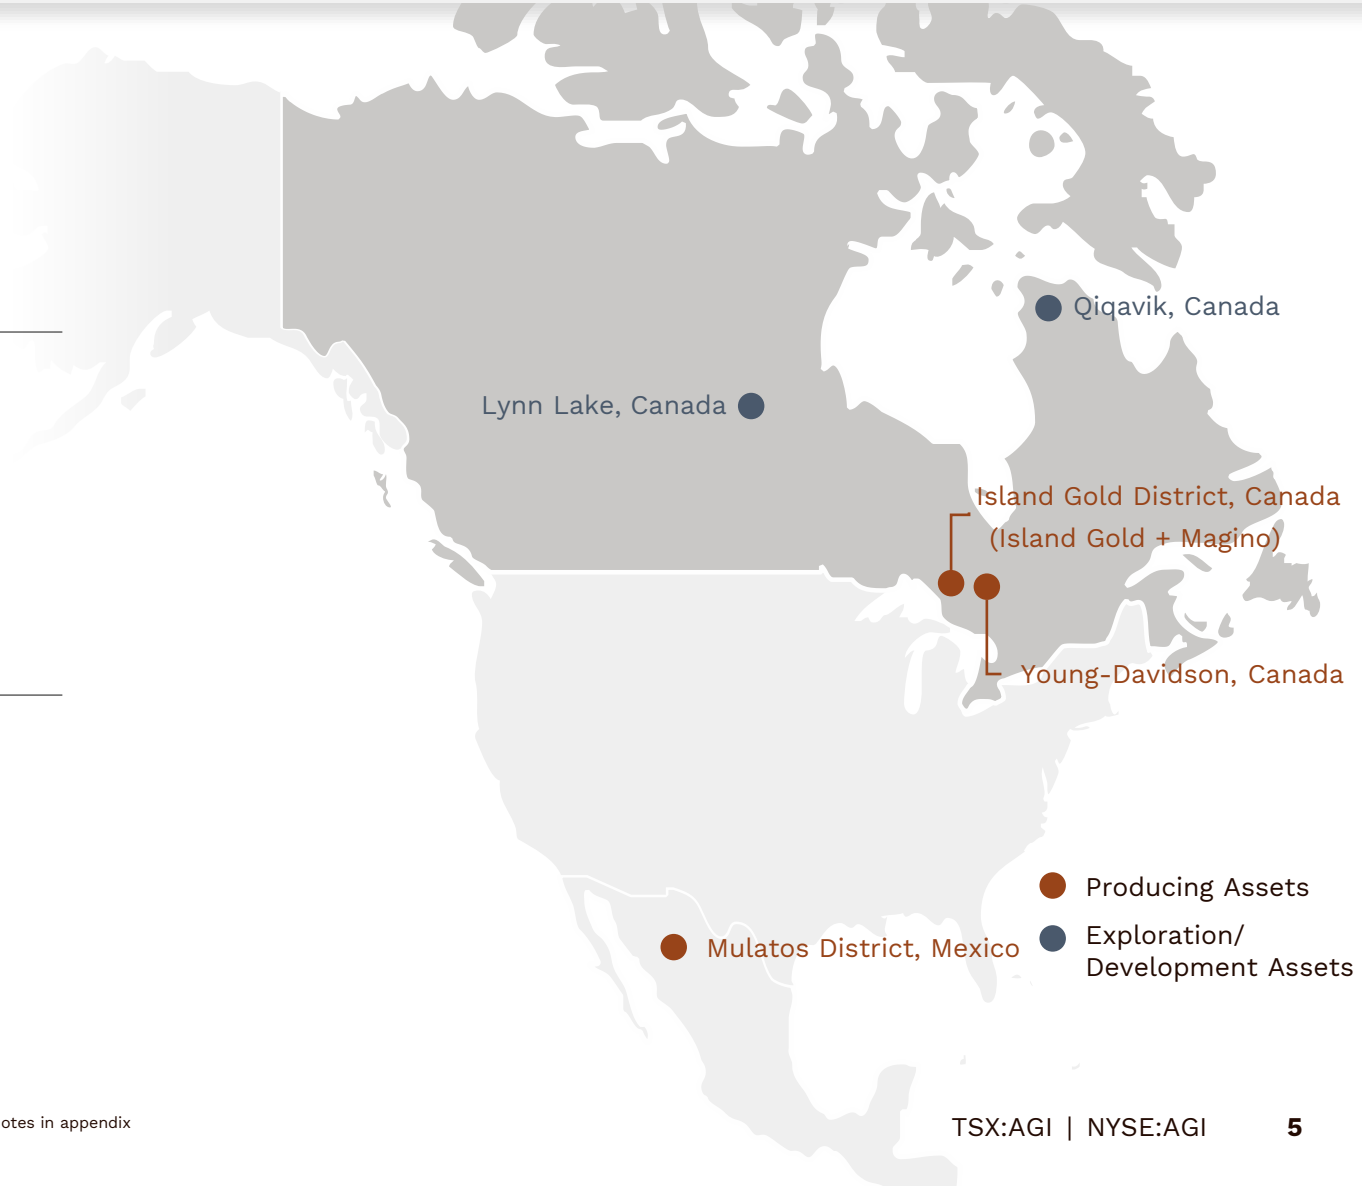 Qiqavik, Canada
Lynn Lake, Canada
Island Gold District, Canada
(Island Gold + Magino)
Young-Davidson, Canada
Producing Assets
Exploration/
Development Assets
Mulatos District, Mexico
otes in appendix
TSX:AGI | NYSE:AGI 5